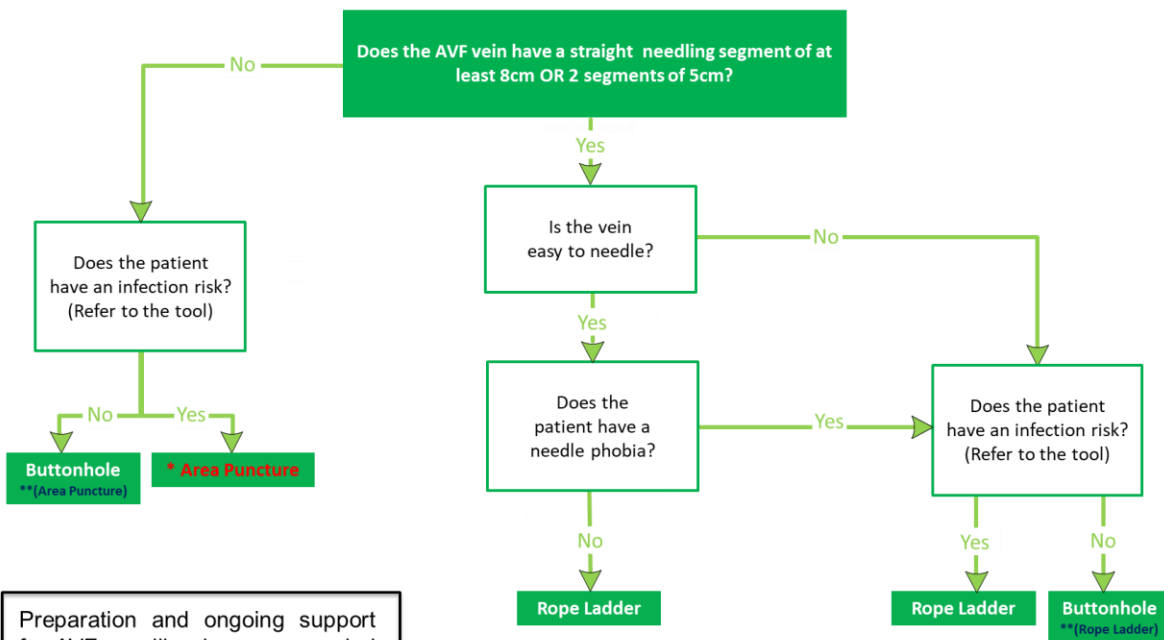 Does the AVF vein have a straight needling segment of at
least 8cm OR 2 segments of 5cm?
No
Yes
Is the vein
easy to needle?
No
Does the patient
have an infection risk?
(Refer to the tool)
Yes
Does the
patient have a
needle phobia?
Yes
Does the patient
have an infection risk?
(Refer to the tool)
No
Yes
Buttonhole
**(Area Puncture)
* Area Puncture
No
Yes
No
Rope Ladder
Rope Ladder
Buttonhole
**(Rope Ladder)
Preparation and ongoing support